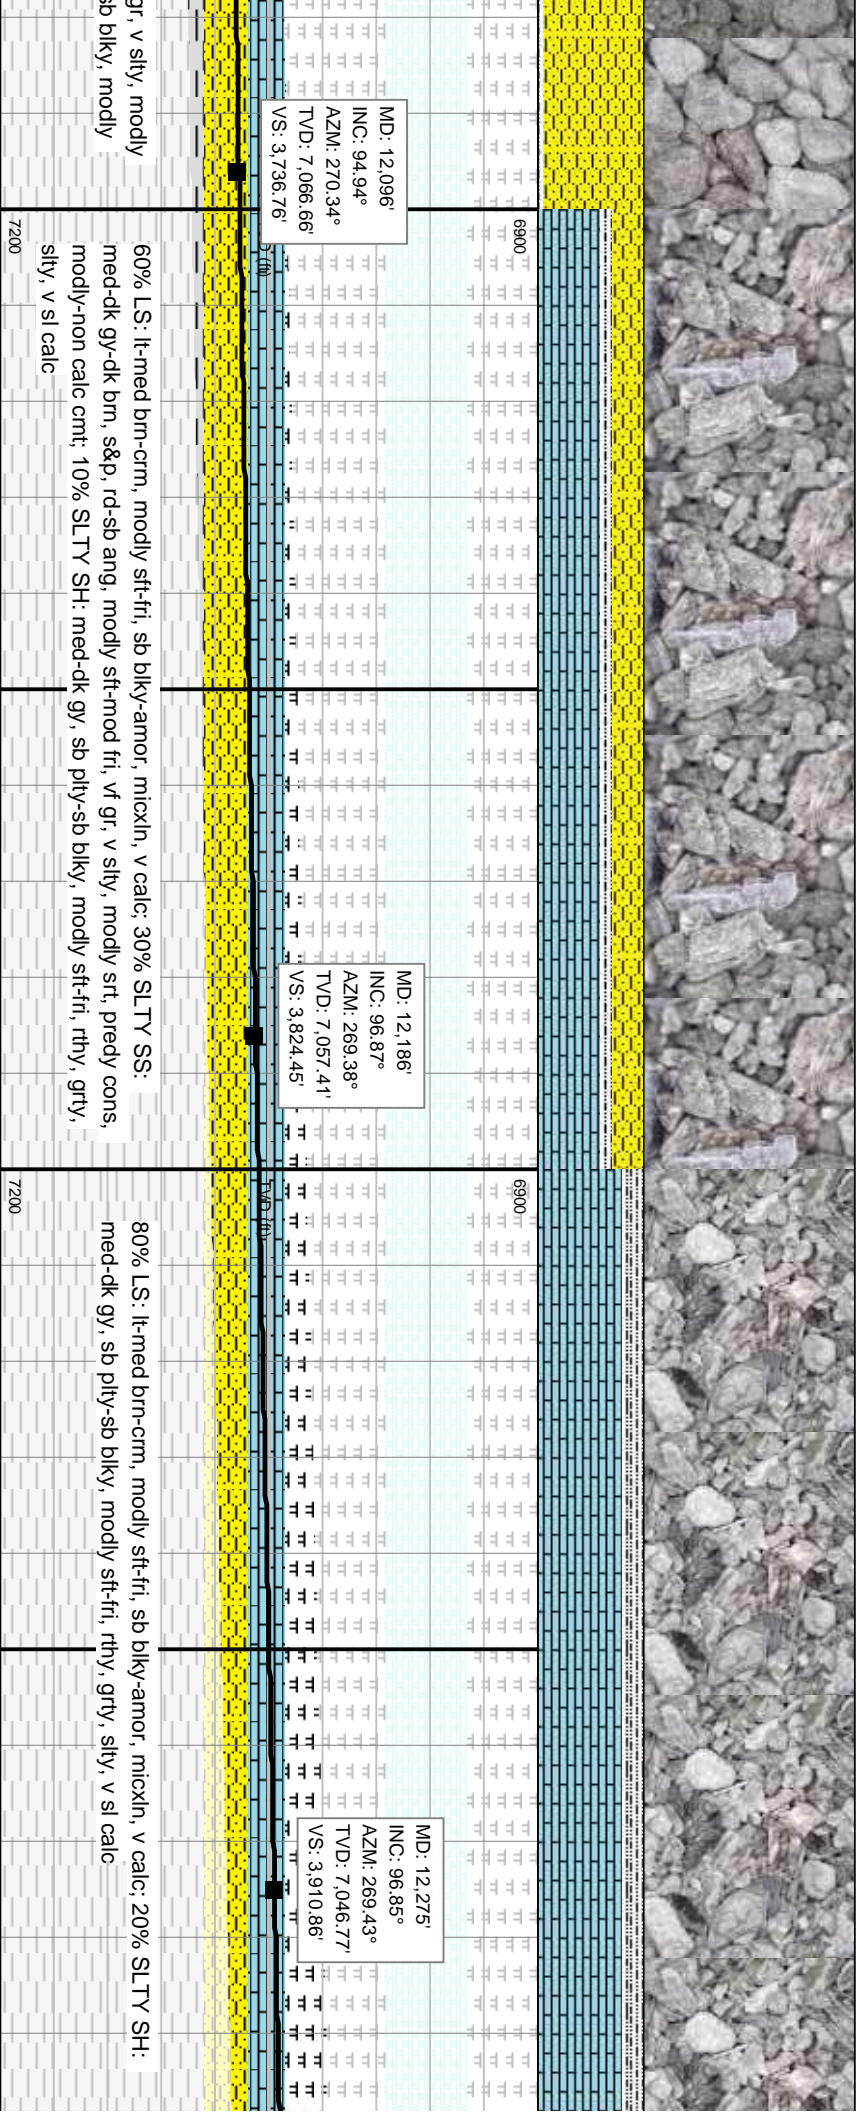 gr, v slty, modly
sb blky, modly
MD: 12,096'
INC: 94.94°
AZM: 270.34°
TVD: 7,066.66'
VS: 3,736.76'
6900
(ft)
7200
60% LS: lt-med brn-crm, modly sft-fri, sb blky-amor, micxln, v calc; 30% SLTY SS:
med-dk gy-dk brn, s&p, rd-sb ang, modly sft-mod fri, vf gr, v slty, modly srt, predy cons,
modly-non calc cmt; 10% SLTY SH: med-dk gy, sb plty-sb blky, modly sft-fri, rthy, grty,
slty, v sl calc
MD: 12,186'
INC: 96.87°
AZM: 269.38°
TVD: 7,057.41'
VS: 3,824.45'
6900
TVD (ft)
7200
80% LS: lt-med brn-crm, modly sft-fri, sb blky-amor, micxln, v calc; 20% SLTY SH:
med-dk gy, sb plty-sb blky, modly sft-fri, rthy, grty, slty, v sl calc
MD: 12,275'
INC: 96.85°
AZM: 269.43°
TVD: 7,046.77'
VS: 3,910.86'